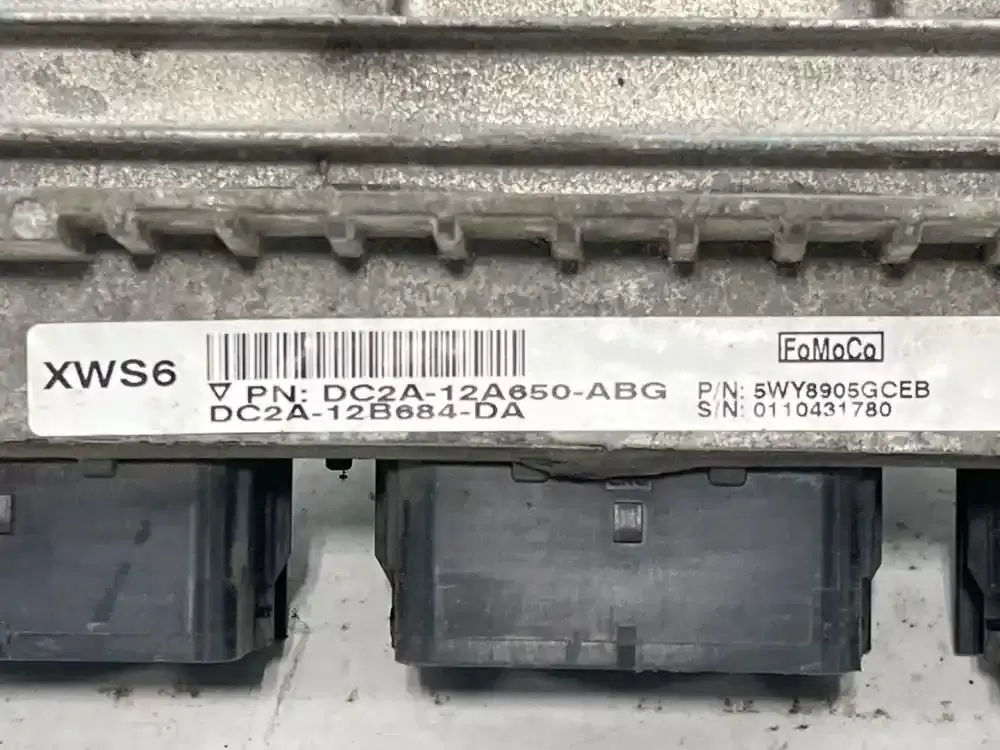 XWS6
▽ PN: DC2A-12A650-ABG
DC2A-12B684-DA
FoMoCo
P/N: 5WY8905GCEB
S/N: 0110431780